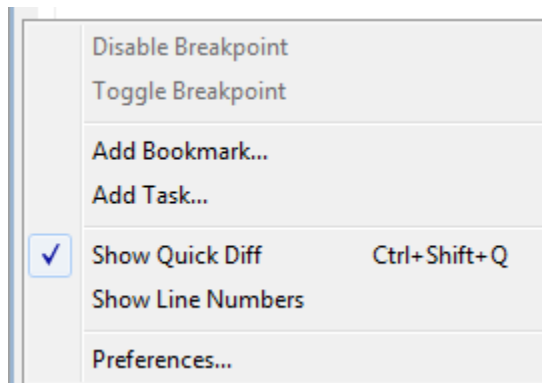 Disable Breakpoint
Toggle Breakpoint
Add Bookmark...
Add Task...
Show Quick Diff Ctrl+Shift+Q
Show Line Numbers
Preferences...